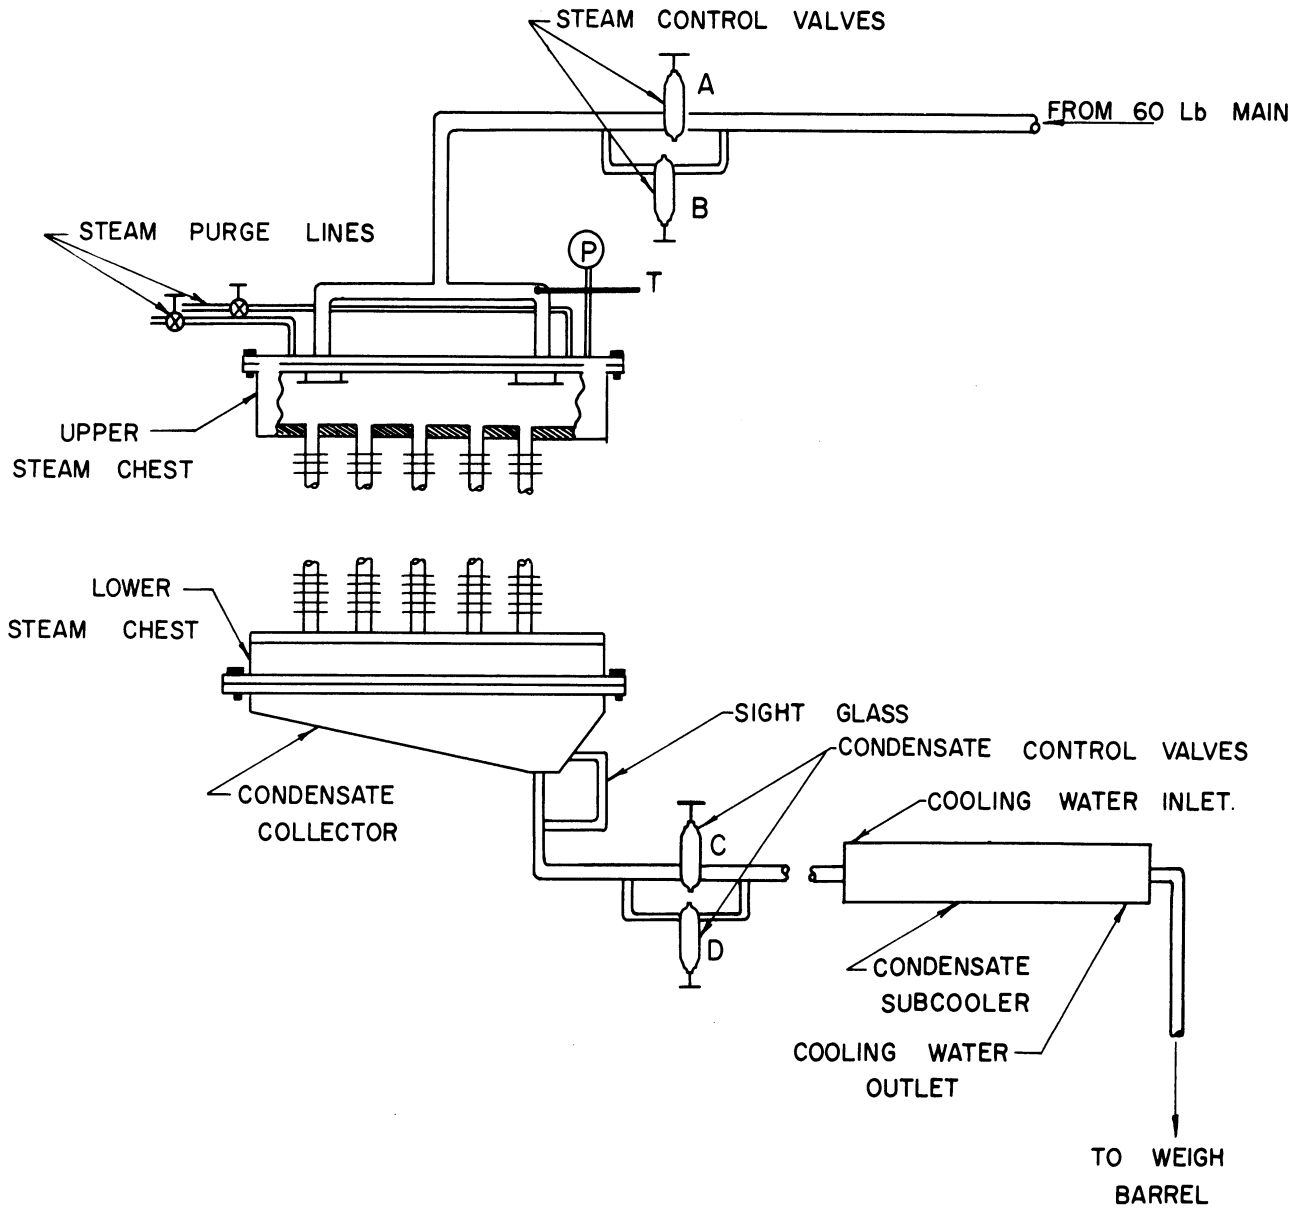 STEAM CONTROL VALVES
A
FROM 60 Lb MAIN
B
STEAM PURGE LINES
P
T
UPPER
STEAM CHEST
LOWER
STEAM CHEST
SIGHT GLASS
CONDENSATE CONTROL VALVES
CONDENSATE
COLLECTOR
COOLING WATER INLET.
C
D
CONDENSATE
SUBCOOLER
COOLING WATER
OUTLET
TO WEIGH
BARREL